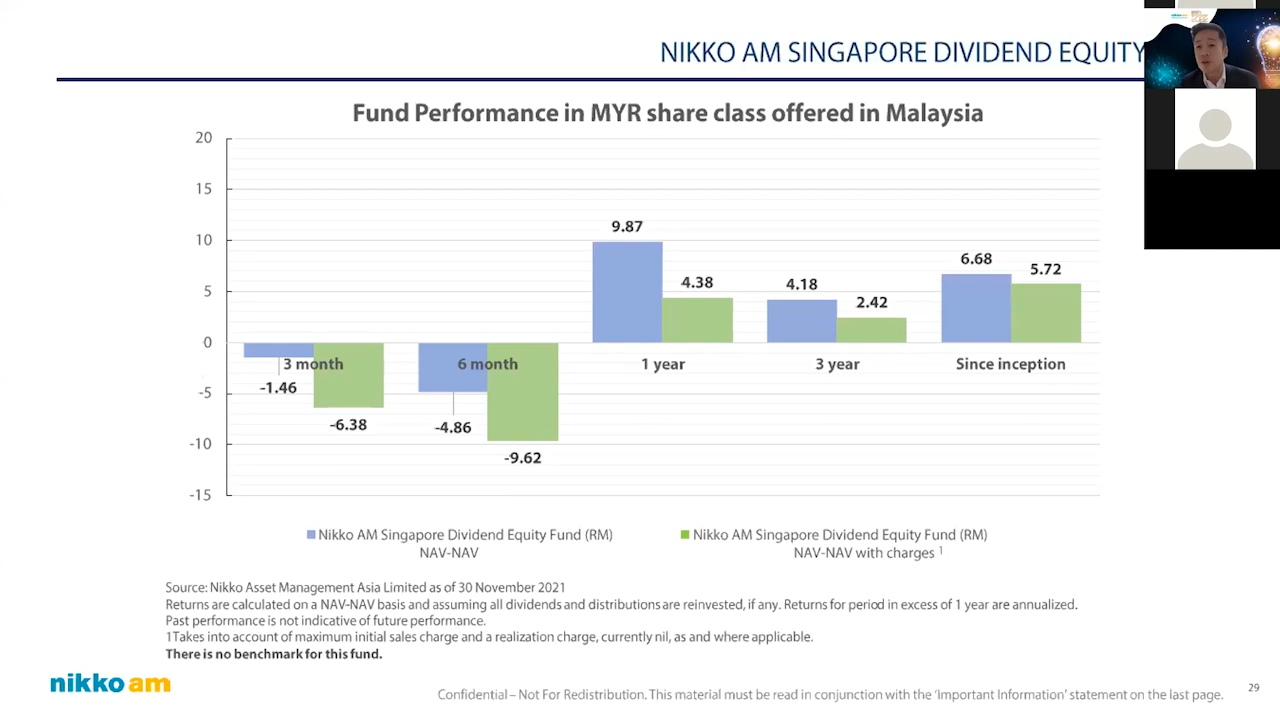 NIKKO AM SINGAPORE DIVIDEND EQUITY
Fund Performance in MYR share class offered in Malaysia
20
15
10
5
0
-5
-10
-15
9.87
4.38
4.18
2.42
6.68
5.72
3 month
6 month
1 year
3 year
Since inception
-1.46
-6.38
-4.86
-9.62
Nikko AM Singapore Dividend Equity Fund (RM)
NAV-NAV
Nikko AM Singapore Dividend Equity Fund (RM)
NAV-NAV with charges 1
Source: Nikko Asset Management Asia Limited as of 30 November 2021
Returns are calculated on a NAV-NAV basis and assuming all dividends and distributions are reinvested, if any. Returns for period in excess of 1 year are annualized.
Past performance is not indicative of future performance.
1Takes into account of maximum initial sales charge and a realization charge, currently nil, as and where applicable.
There is no benchmark for this fund.
nikko am
Confidential – Not For Redistribution. This material must be read in conjunction with the ‘Important Information’ statement on the last page.
29